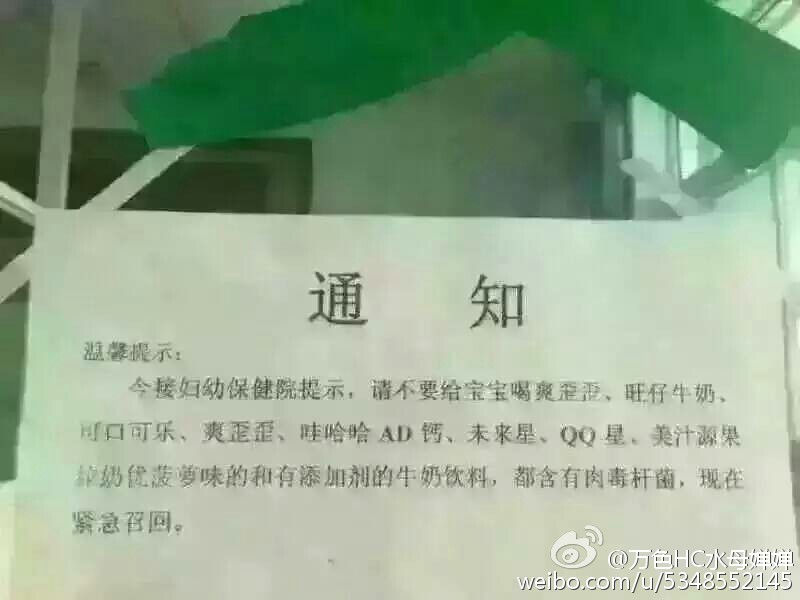 通 知
温馨提示:
今接妇幼保健院提示，请不要给宝宝喝爽歪歪、旺仔牛奶、
可口可乐、爽歪歪、哇哈哈 AD 钙、未来星、QQ 星、美汁源果
粒奶优菠萝味的和有添加剂的牛奶饮料，都含有肉毒杆菌，现在
紧急召回。
@万色HC水母婵婵
weibo.com/u/5348552145